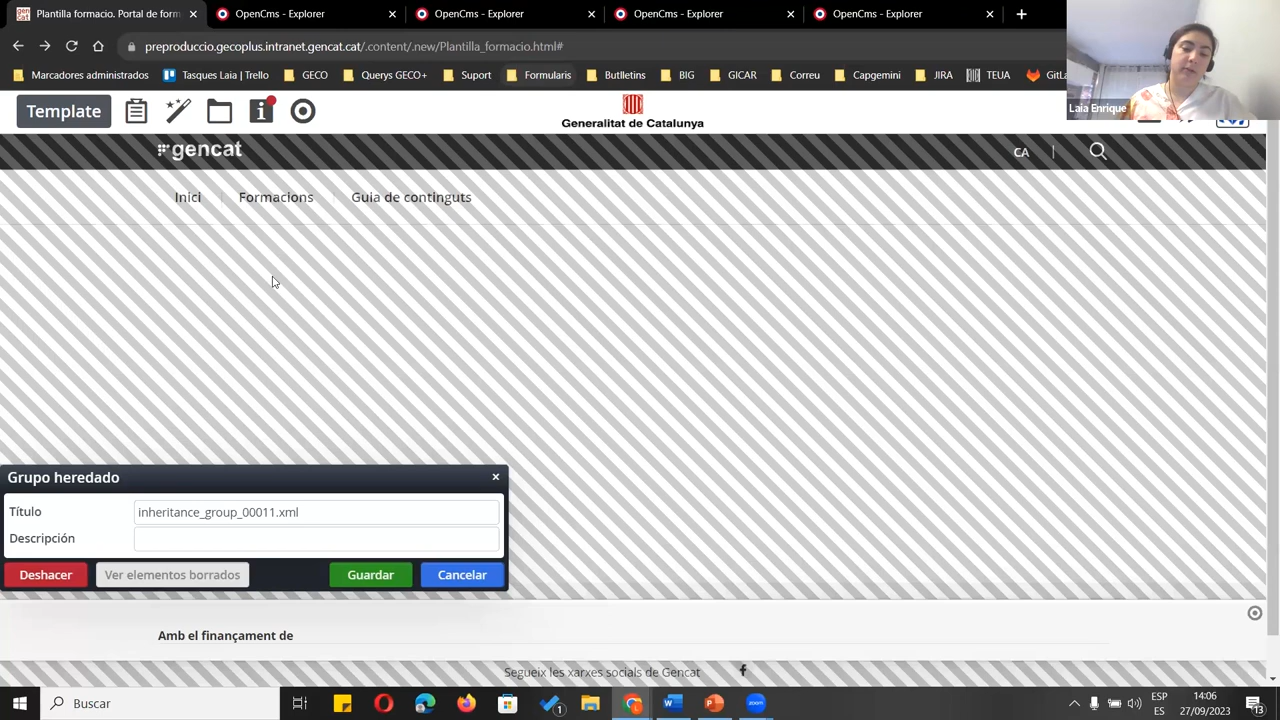 Plantilla formacio. Portal de form
OpenCms - Explorer
OpenCms - Explorer
OpenCms - Explorer
OpenCms - Explorer
preproduccio.gecoplus.intranet.gencat.cat/.content/.new/Plantilla_formacio.html#
Marcadores administrados
Tasques Laia | Trello
GECO
Querys GECO+
Suport
Formularis
Butlletins
BIG
GICAR
Correu
Capgemini
JIRA
TEUA
GitLa
Laia Enrique
Template
Generalitat de Catalunya
gencat
CA
Inici
Formacions
Guia de continguts
Grupo heredado
Título
inheritance_group_00011.xml
Descripción
Deshacer
Ver elementos borrados
Guardar
Cancelar
Amb el finançament de
Segueix les xarxes socials de Gencat
Buscar
1
zoom
ESP
ES
14:06
27/09/2023
13